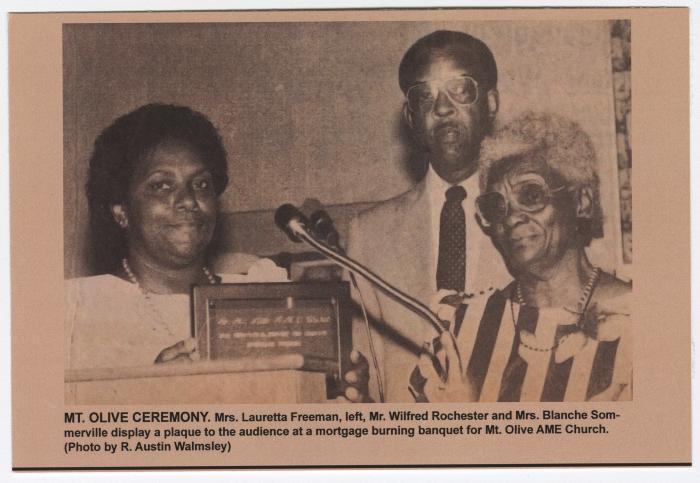 MT. OLIVE CEREMONY. Mrs. Lauretta Freeman, left, Mr. Wilfred Rochester and Mrs. Blanche Som-
merville display a plaque to the audience at a mortgage burning banquet for Mt. Olive AME Church.
(Photo by R. Austin Walmsley)